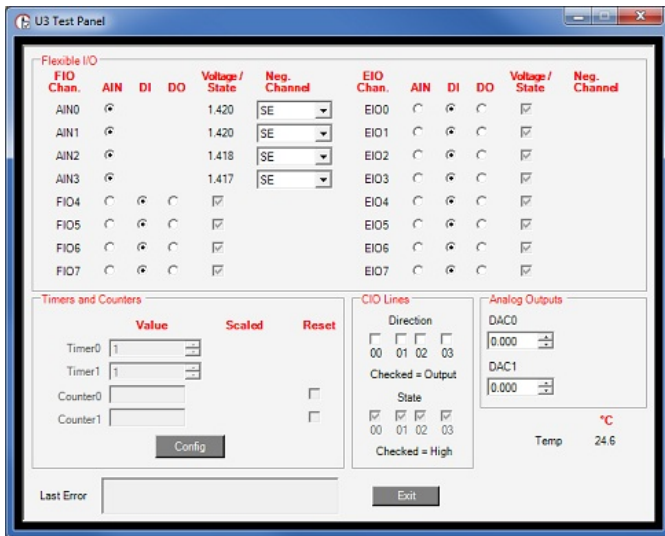 U3 Test Panel
Flexible I/O
FIO Chan. AIN DI DO Voltage / State Neg. Channel EIO Chan. AIN DI DO Voltage / State Neg. Channel
AIN0 1.420 SE EIO0
AIN1 1.420 SE EIO1
AIN2 1.418 SE EIO2
AIN3 1.417 SE EIO3
FIO4 EIO4
FIO5 EIO5
FIO6 EIO6
FIO7 EIO7
Timers and Counters
Value Scaled Reset
Timer0 1
Timer1 1
Counter0
Counter1
Config
CIO Lines
Direction
00 01 02 03
Checked = Output
State
00 01 02 03
Checked = High
Analog Outputs
DAC0
0.000
DAC1
0.000
°C
Temp 24.6
Last Error
Exit